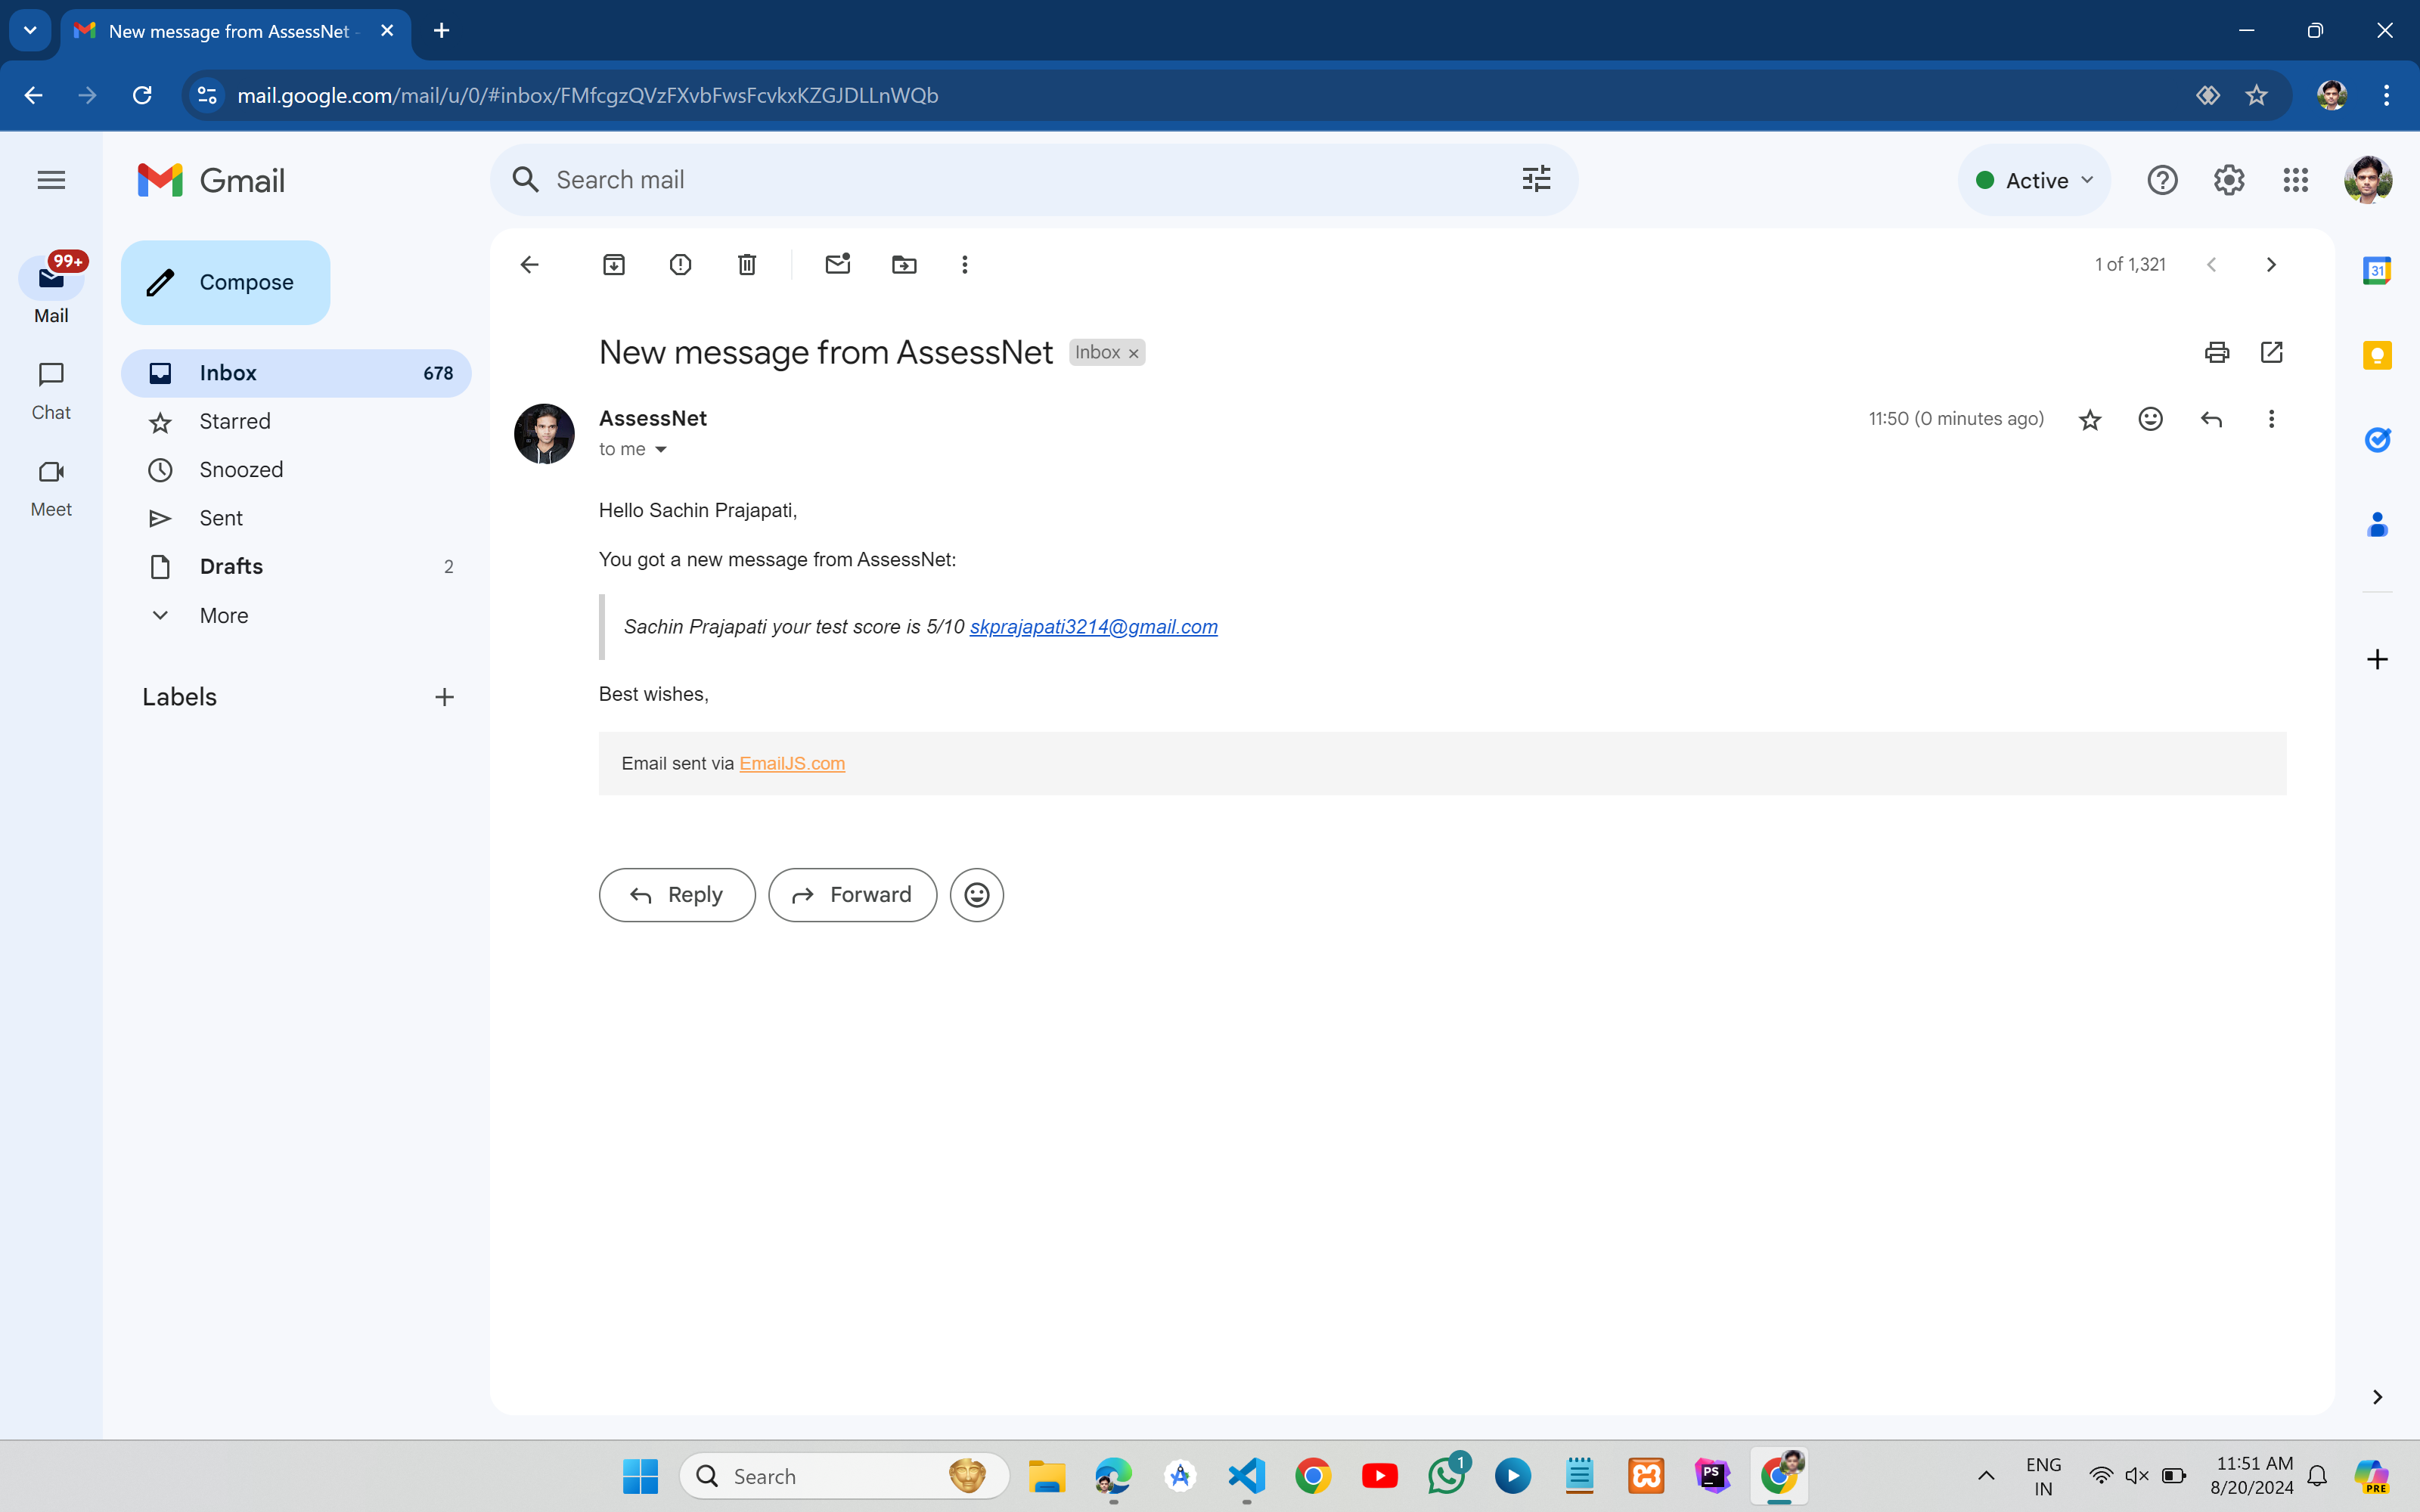 New message from AssessNet -
mail.google.com/mail/u/0/#inbox/FMfcgzQVzFXvbFwsFcvkxKZGJDLLnWQb
Gmail
Search mail
Active
99+
Mail
Chat
Meet
Compose
Inbox 678
Starred
Snoozed
Sent
Drafts 2
More
Labels
1 of 1,321
New message from AssessNet Inbox ×
AssessNet
11:50 (0 minutes ago)
to me
Hello Sachin Prajapati,
You got a new message from AssessNet:
Sachin Prajapati your test score is 5/10 skprajapati3214@gmail.com
Best wishes,
Email sent via EmailJS.com
Reply
Forward
31
Search
1
PS
ENG
IN
11:51 AM
8/20/2024
PRE